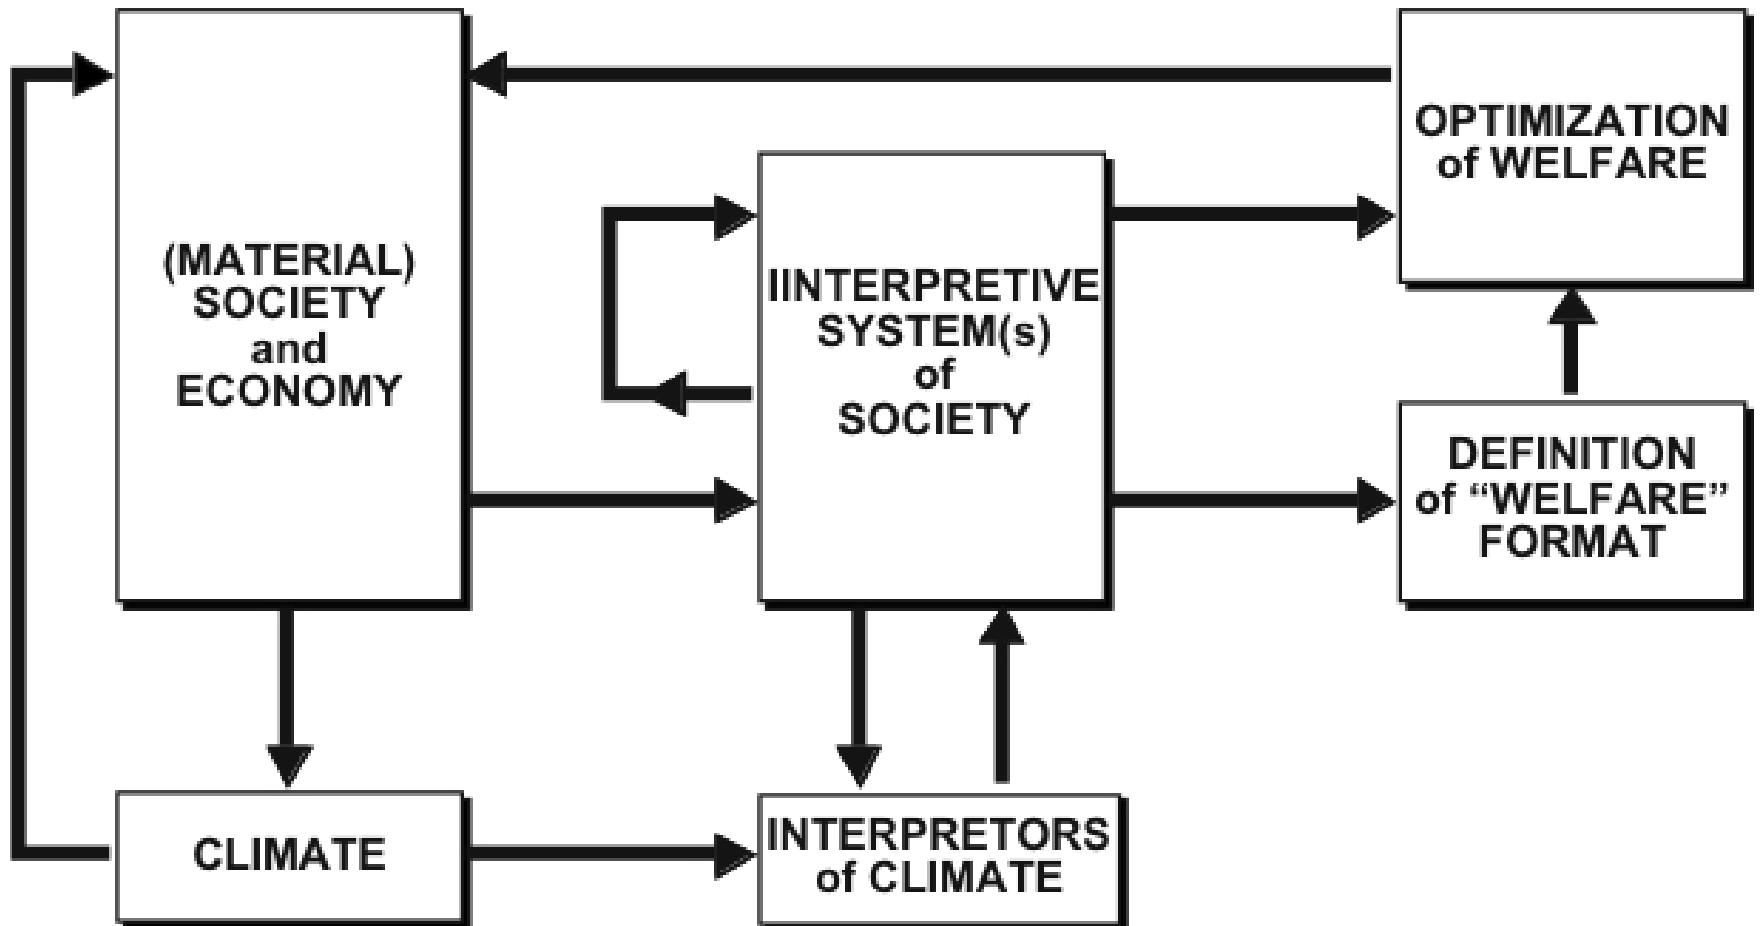 (MATERIAL)
SOCIETY
and
ECONOMY
IINTERPRETIVE
SYSTEM(s)
of
SOCIETY
OPTIMIZATION
of WELFARE
DEFINITION
of “WELFARE”
FORMAT
CLIMATE
INTERPRETORS
of CLIMATE